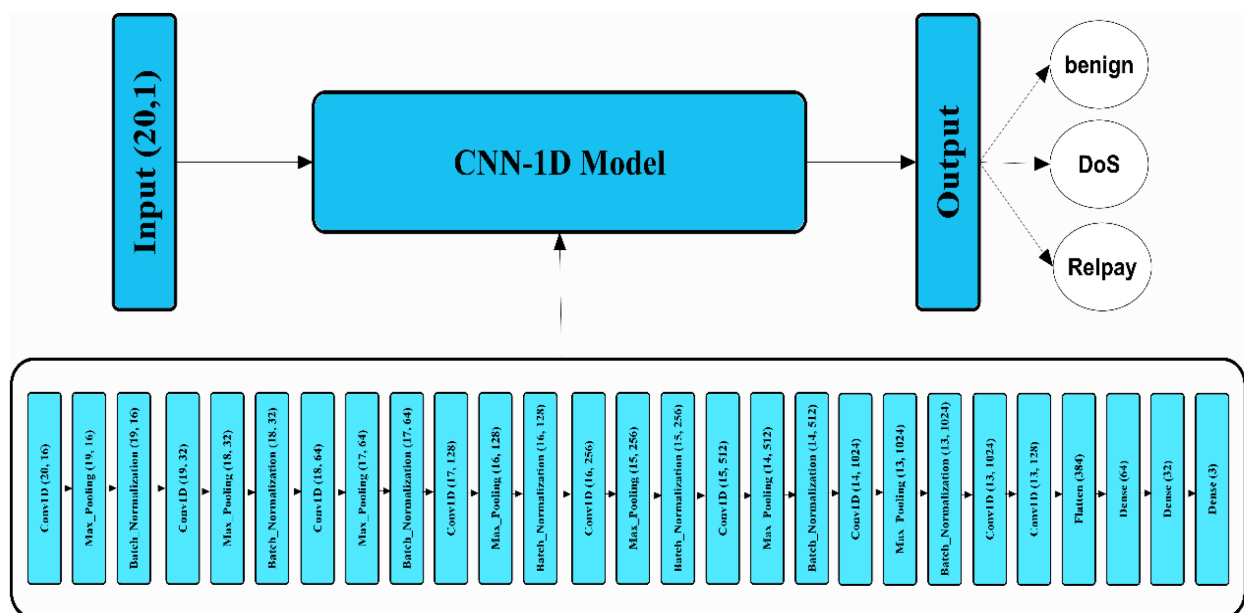 Input (20,1)
CNN-1D Model
Output
benign
DoS
Relpay
Conv1D (20, 16)
Max_Pooling (19, 16)
Batch_Normalization (19, 16)
Conv1D (19, 32)
Max_Pooling (18, 32)
Batch_Normalization (18, 32)
Conv1D (18, 64)
Max_Pooling (17, 64)
Batch_Normalization (17, 64)
Conv1D (17, 128)
Max_Pooling (16, 128)
Batch_Normalization (16, 128)
Conv1D (16, 256)
Max_Pooling (15, 256)
Batch_Normalization (15, 256)
Conv1D (15, 512)
Max_Pooling (14, 512)
Batch_Normalization (14, 512)
Conv1D (14, 1024)
Max_Pooling (13, 1024)
Batch_Normalization (13, 1024)
Conv1D (13, 1024)
Conv1D (13, 128)
Flatten (384)
Dense (64)
Dense (32)
Dense (3)